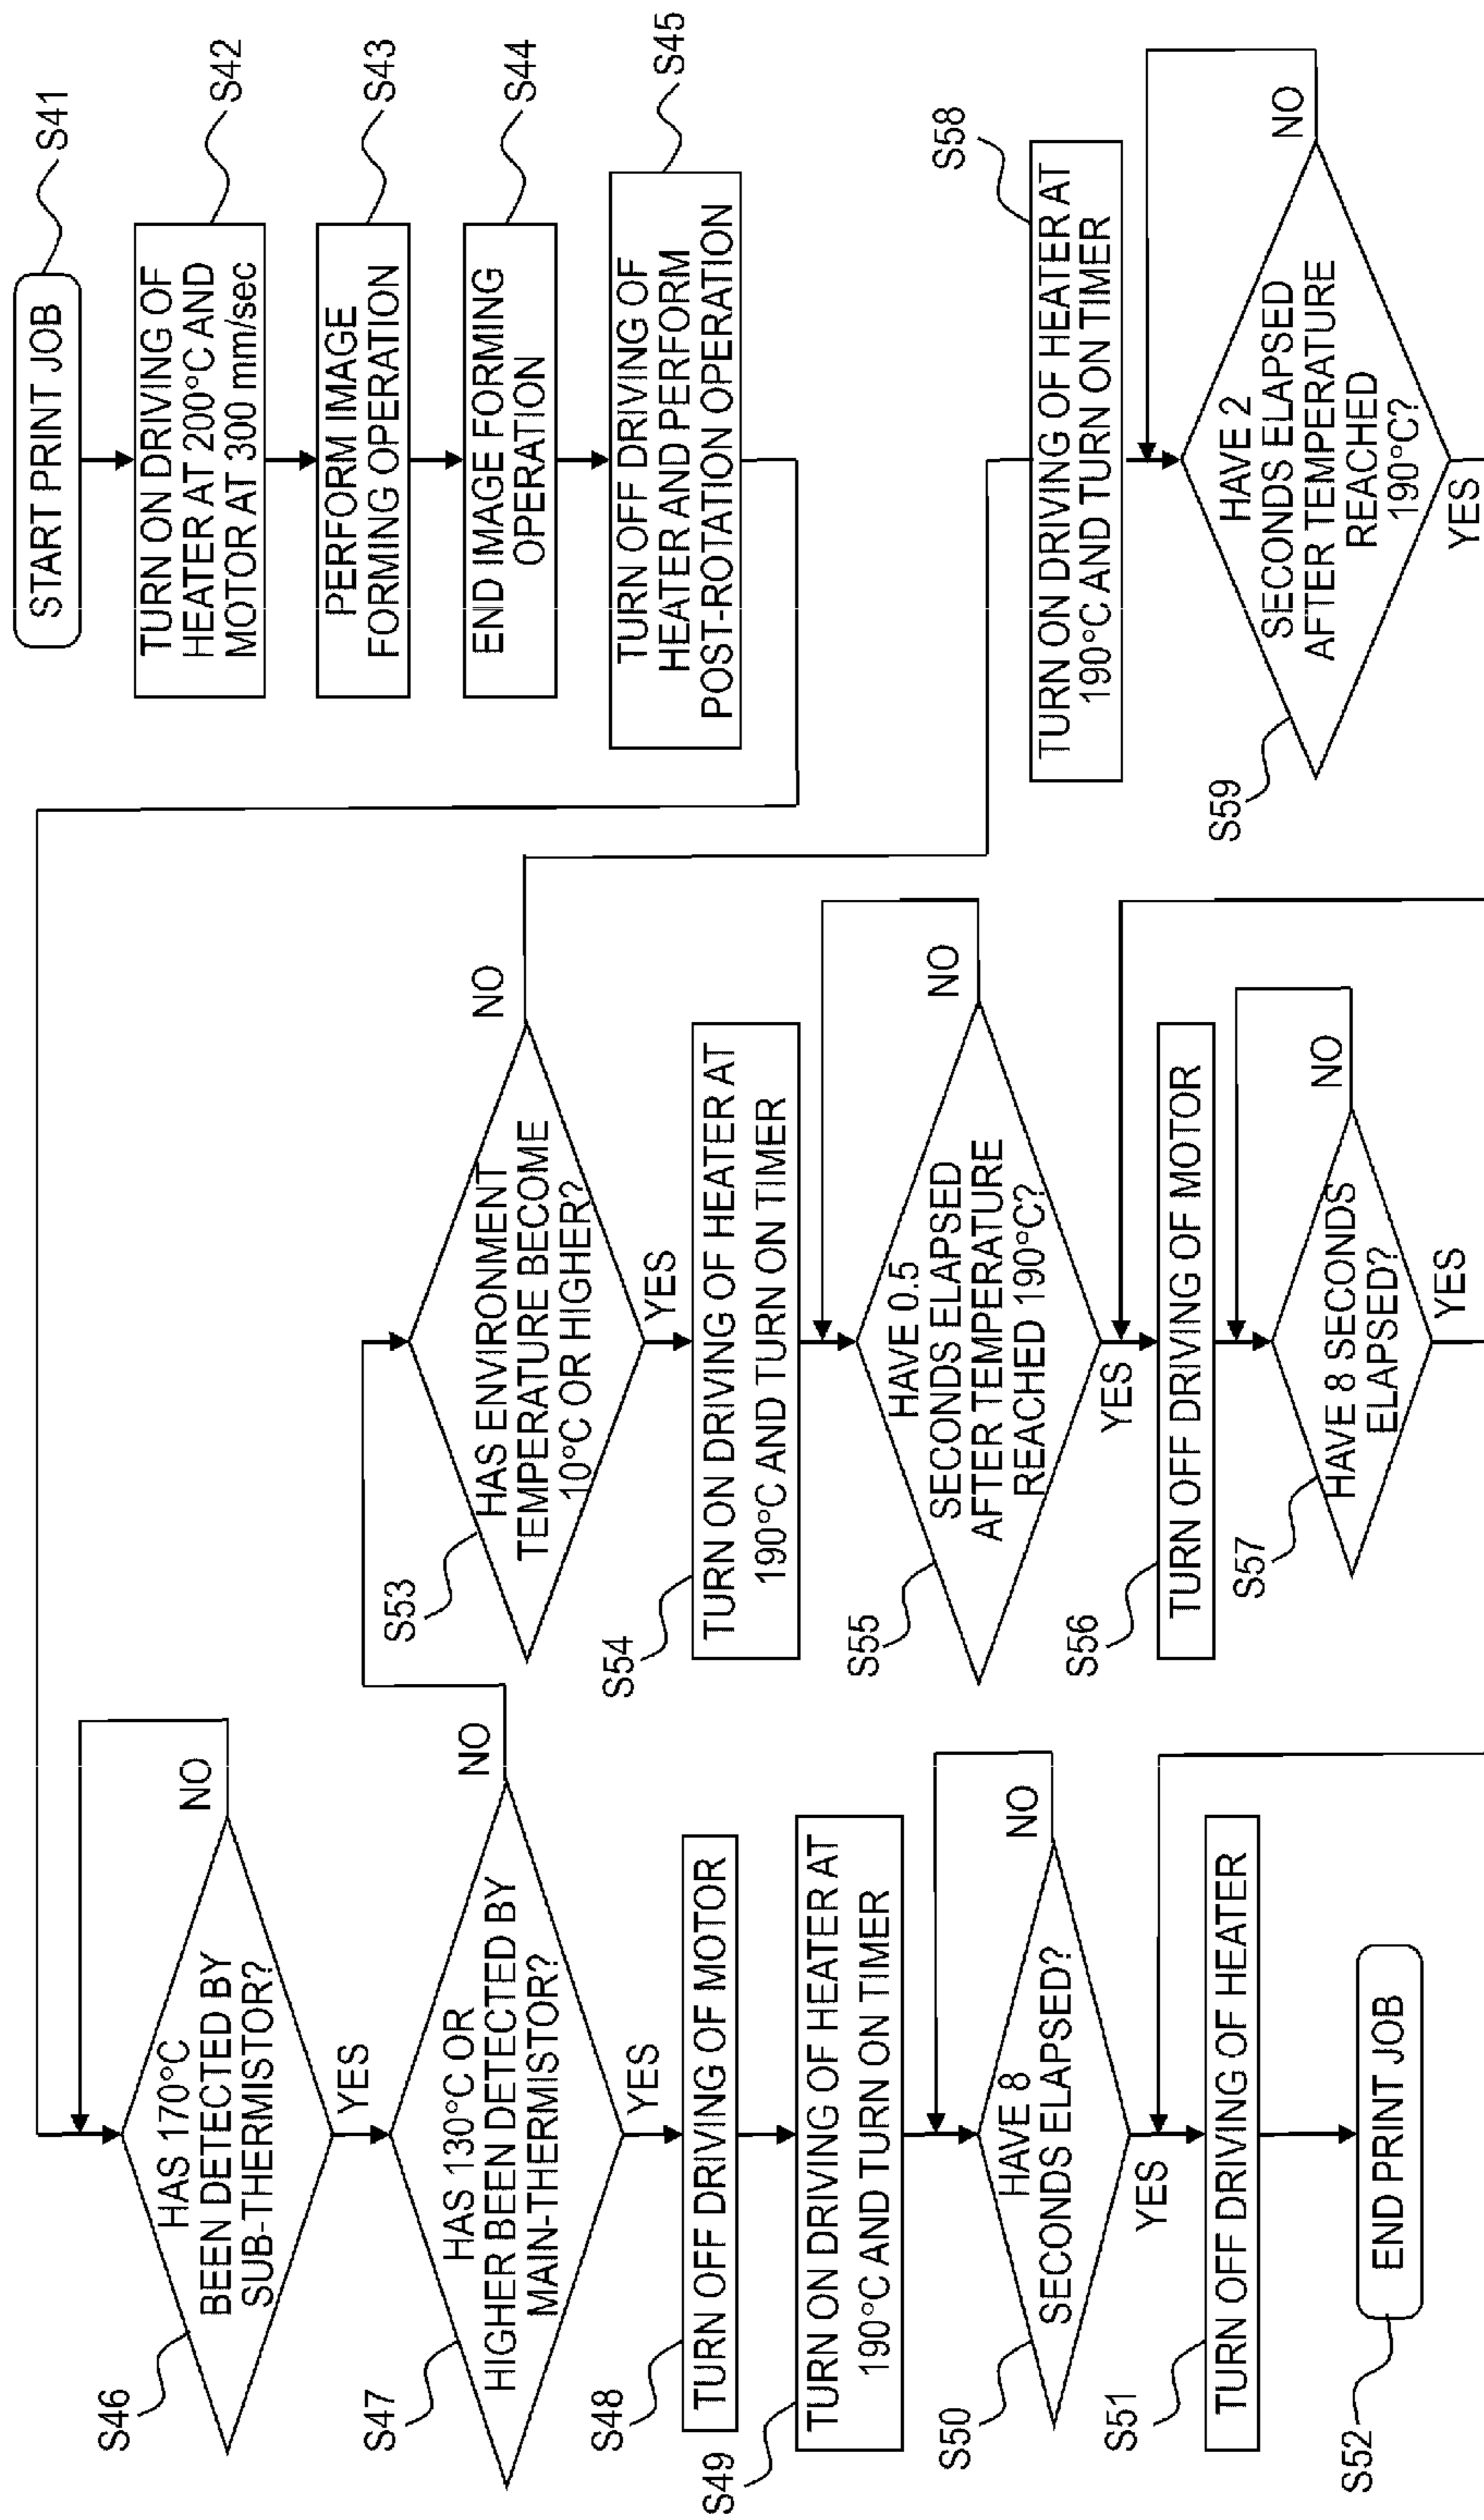 START PRINT JOB
S41
TURN ON DRIVING OF
HEATER AT 200°C AND
MOTOR AT 300 mm/sec
S42
PERFORM IMAGE
FORMING OPERATION
S43
END IMAGE FORMING
OPERATION
S44
TURN OFF DRIVING OF
HEATER AND PERFORM
POST-ROTATION OPERATION
S45
S46
HAS 170°C
BEEN DETECTED BY
SUB-THERMISTOR?
NO
YES
S47
HAS 130°C OR
HIGHER BEEN DETECTED BY
MAIN-THERMISTOR?
NO
YES
S48
TURN OFF DRIVING OF MOTOR
S49
TURN ON DRIVING OF HEATER AT
190°C AND TURN ON TIMER
S50
HAVE 8
SECONDS ELAPSED?
NO
YES
S51
TURN OFF DRIVING OF HEATER
S52
END PRINT JOB
S53
HAS ENVIRONMENT
TEMPERATURE BECOME
10°C OR HIGHER?
NO
YES
S54
TURN ON DRIVING OF HEATER AT
190°C AND TURN ON TIMER
S55
HAVE 0.5
SECONDS ELAPSED
AFTER TEMPERATURE
REACHED 190°C?
NO
YES
S56
TURN OFF DRIVING OF MOTOR
S57
HAVE 8 SECONDS
ELAPSED?
NO
YES
S58
TURN ON DRIVING OF HEATER AT
190°C AND TURN ON TIMER
S59
HAVE 2
SECONDS ELAPSED
AFTER TEMPERATURE
REACHED
190°C?
NO
YES